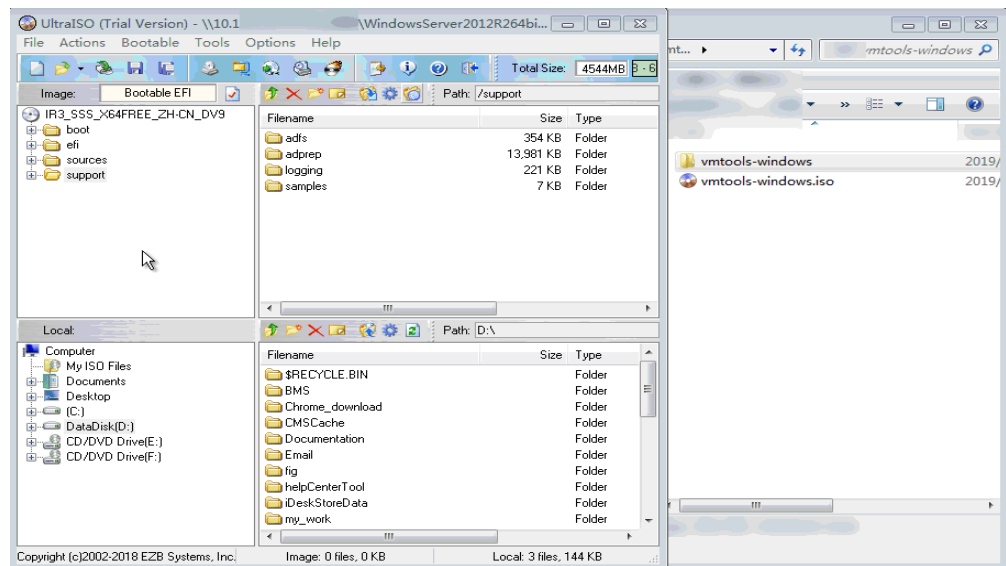 UltraISO (Trial Version) - \\10.1 \WindowsServer2012R264bi...
File Actions Bootable Tools Options Help
Total Size: 4544MB
Image: Bootable EFI Path: /support
IR3_SSS_X64FREE_ZH-CN_DV9
boot
efi
sources
support
Filename Size Type
adfs 354 KB Folder
adprep 13,981 KB Folder
logging 221 KB Folder
samples 7 KB Folder
Local: Path: D:\
Computer
My ISO Files
Documents
Desktop
(C:)
DataDisk(D:)
CD/DVD Drive(E:)
CD/DVD Drive(F:)
Filename Size Type
$RECYCLE.BIN Folder
BMS Folder
Chrome_download Folder
CMSCache Folder
Documentation Folder
Email Folder
fig Folder
helpCenterTool Folder
iDeskStoreData Folder
my_work Folder
Copyright (c)2002-2018 EZB Systems, Inc. Image: 0 files, 0 KB Local: 3 files, 144 KB
nt... vmtools-windows
vmtools-windows 2019/
vmtools-windows.iso 2019/